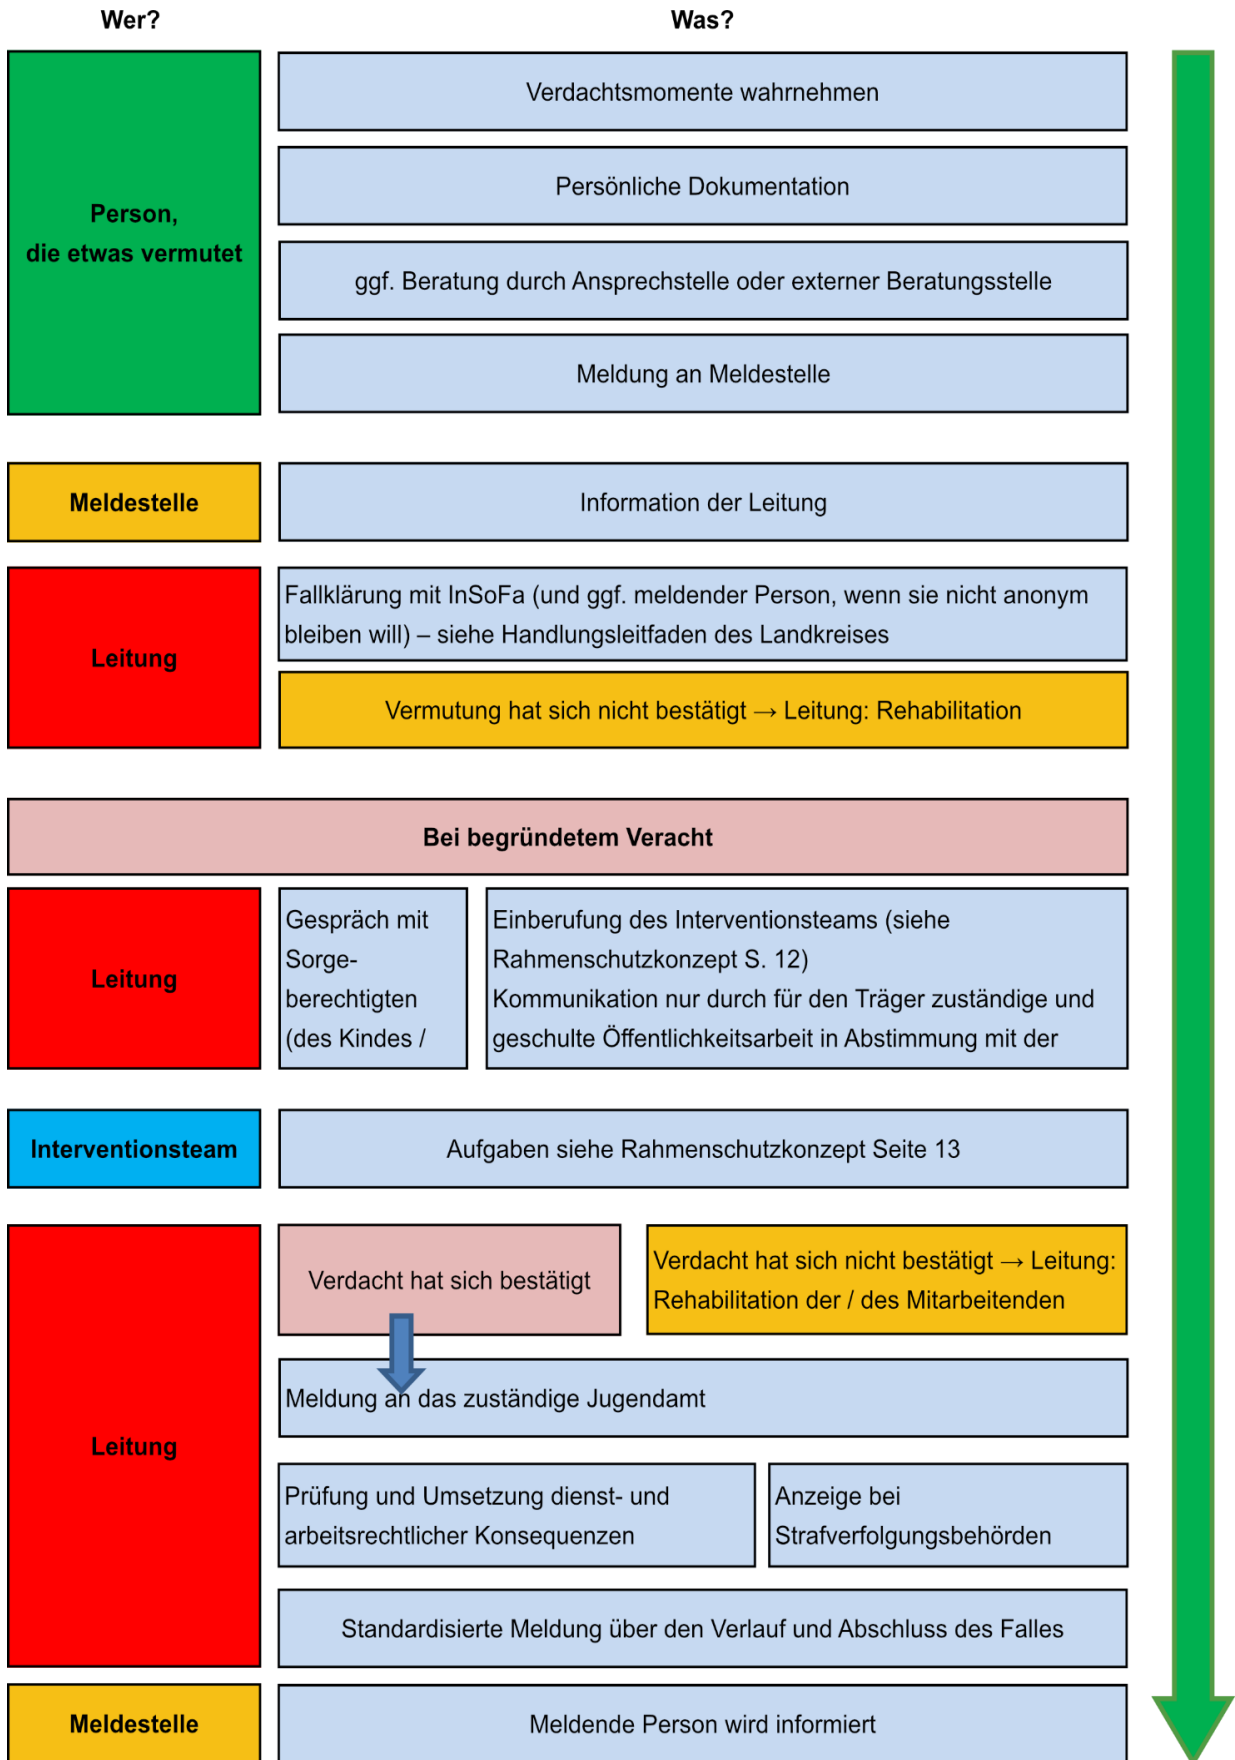 Wer?
Was?
Person,
die etwas vermutet
Verdachtsmomente wahrnehmen
Persönliche Dokumentation
ggf. Beratung durch Ansprechstelle oder externer Beratungsstelle
Meldung an Meldestelle
Meldestelle
Information der Leitung
Leitung
Fallklärung mit InSoFa (und ggf. meldender Person, wenn sie nicht anonym
bleiben will) – siehe Handlungsleitfaden des Landkreises
Vermutung hat sich nicht bestätigt → Leitung: Rehabilitation
Bei begründetem Veracht
Leitung
Gespräch mit
Sorge-
berechtigten
(des Kindes /
Einberufung des Interventionsteams (siehe
Rahmenschutzkonzept S. 12)
Kommunikation nur durch für den Träger zuständige und
geschulte Öffentlichkeitsarbeit in Abstimmung mit der
Interventionsteam
Aufgaben siehe Rahmenschutzkonzept Seite 13
Leitung
Verdacht hat sich bestätigt
Verdacht hat sich nicht bestätigt → Leitung:
Rehabilitation der / des Mitarbeitenden
Meldung an das zuständige Jugendamt
Prüfung und Umsetzung dienst- und
arbeitsrechtlicher Konsequenzen
Anzeige bei
Strafverfolgungsbehörden
Standardisierte Meldung über den Verlauf und Abschluss des Falles
Meldestelle
Meldende Person wird informiert